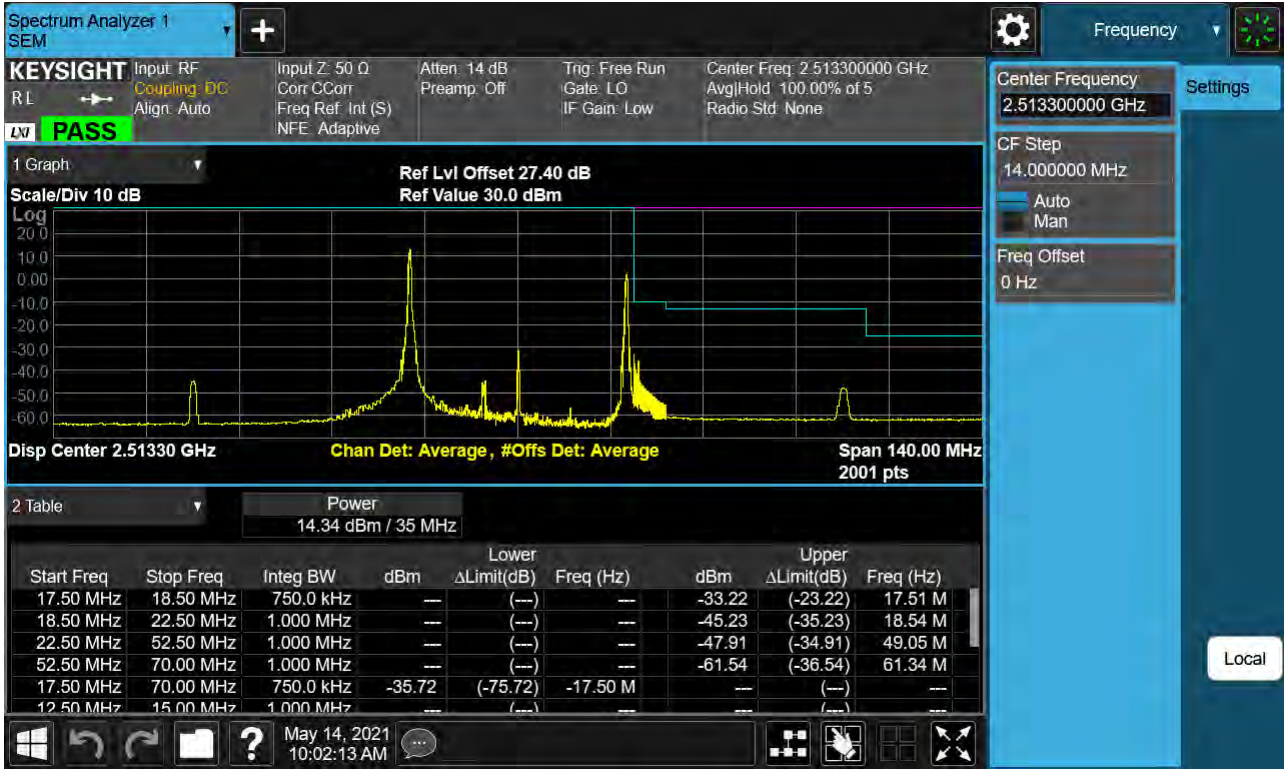 Spectrum Analyzer 1
SEM
Frequency
KEYSIGHT
R L
LXI PASS
Input: RF
Coupling: DC
Align: Auto
Input Z: 50 Ω
Corr CCorr
Freq Ref: Int (S)
NFE: Adaptive
Atten: 14 dB
Preamp: Off
Trig: Free Run
Gate: LO
IF Gain: Low
Center Freq: 2.513300000 GHz
Avg|Hold: 100.00% of 5
Radio Std: None
Center Frequency
2.513300000 GHz
Settings
CF Step
14.000000 MHz
Auto
Man
Freq Offset
0 Hz
Local
1 Graph
Scale/Div 10 dB
Ref Lvl Offset 27.40 dB
Ref Value 30.0 dBm
Log
20.0
10.0
0.00
-10.0
-20.0
-30.0
-40.0
-50.0
-60.0
Disp Center 2.51330 GHz
Chan Det: Average , #Offs Det: Average
Span 140.00 MHz
2001 pts
2 Table
Power
14.34 dBm / 35 MHz
Lower Upper
Start Freq Stop Freq Integ BW dBm ΔLimit(dB) Freq (Hz) dBm ΔLimit(dB) Freq (Hz)
17.50 MHz 18.50 MHz 750.0 kHz --- (---) --- -33.22 (-23.22) 17.51 M
18.50 MHz 22.50 MHz 1.000 MHz --- (---) --- -45.23 (-35.23) 18.54 M
22.50 MHz 52.50 MHz 1.000 MHz --- (---) --- -47.91 (-34.91) 49.05 M
52.50 MHz 70.00 MHz 1.000 MHz --- (---) --- -61.54 (-36.54) 61.34 M
17.50 MHz 70.00 MHz 750.0 kHz -35.72 (-75.72) -17.50 M --- (---) ---
12.50 MHz 15.00 MHz 1.000 MHz --- (---) --- --- (---) ---
May 14, 2021
10:02:13 AM